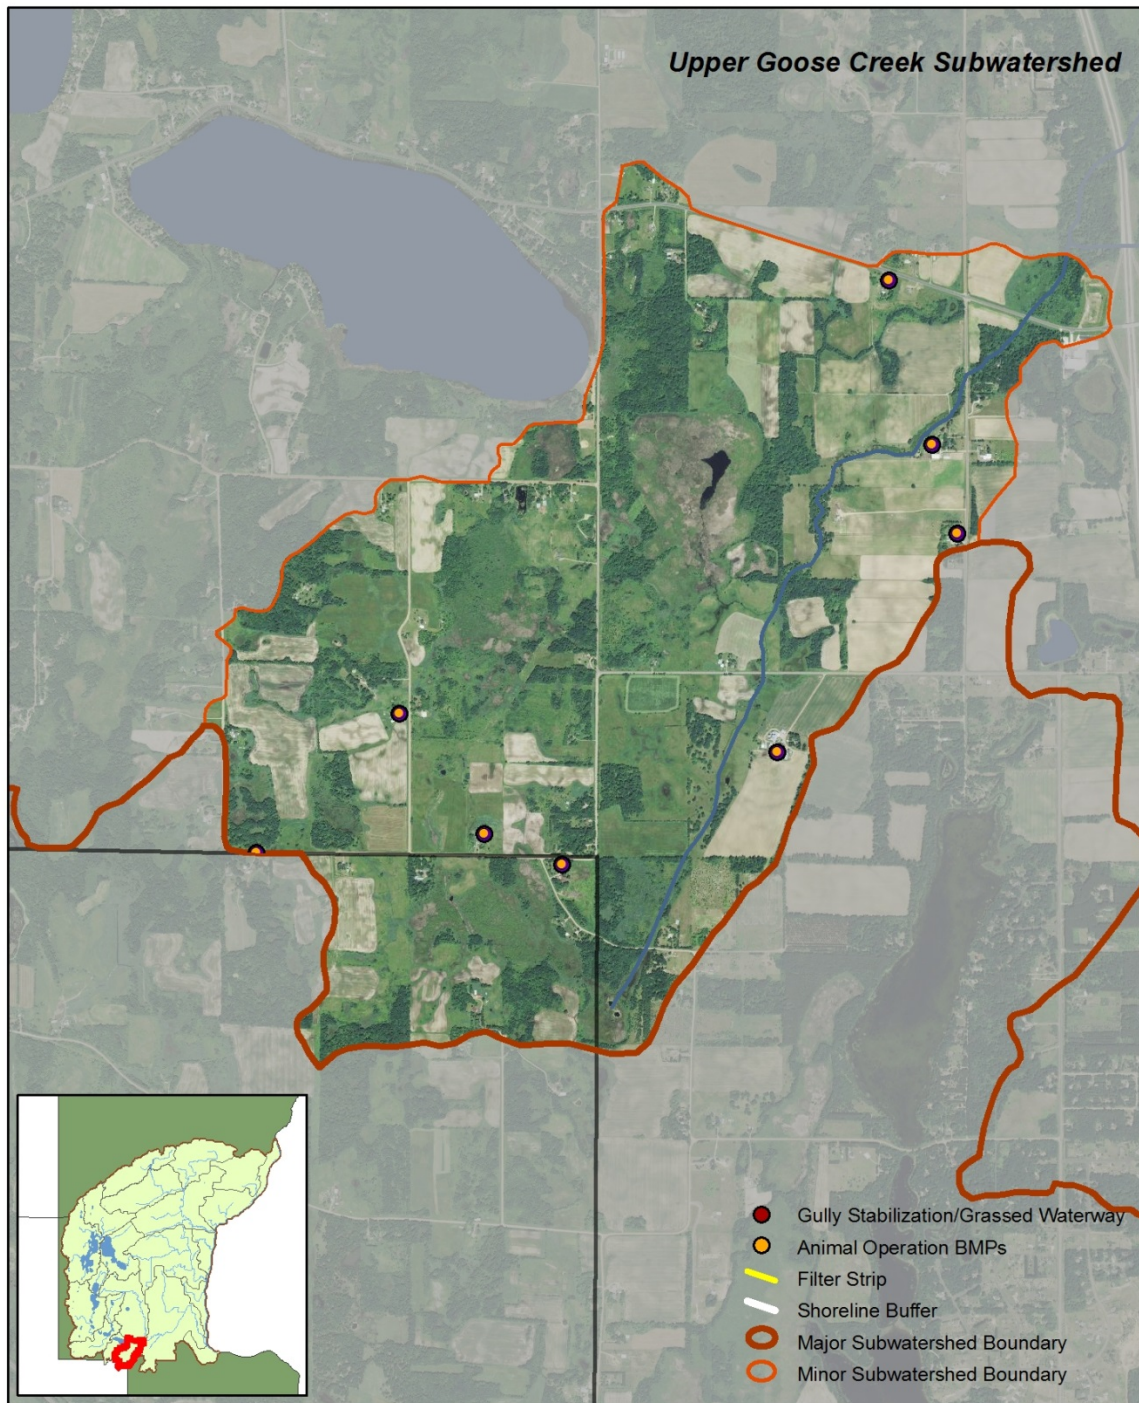 Upper Goose Creek Subwatershed
Gully Stabilization/Grassed Waterway
Animal Operation BMPs
Filter Strip
Shoreline Buffer
Major Subwatershed Boundary
Minor Subwatershed Boundary